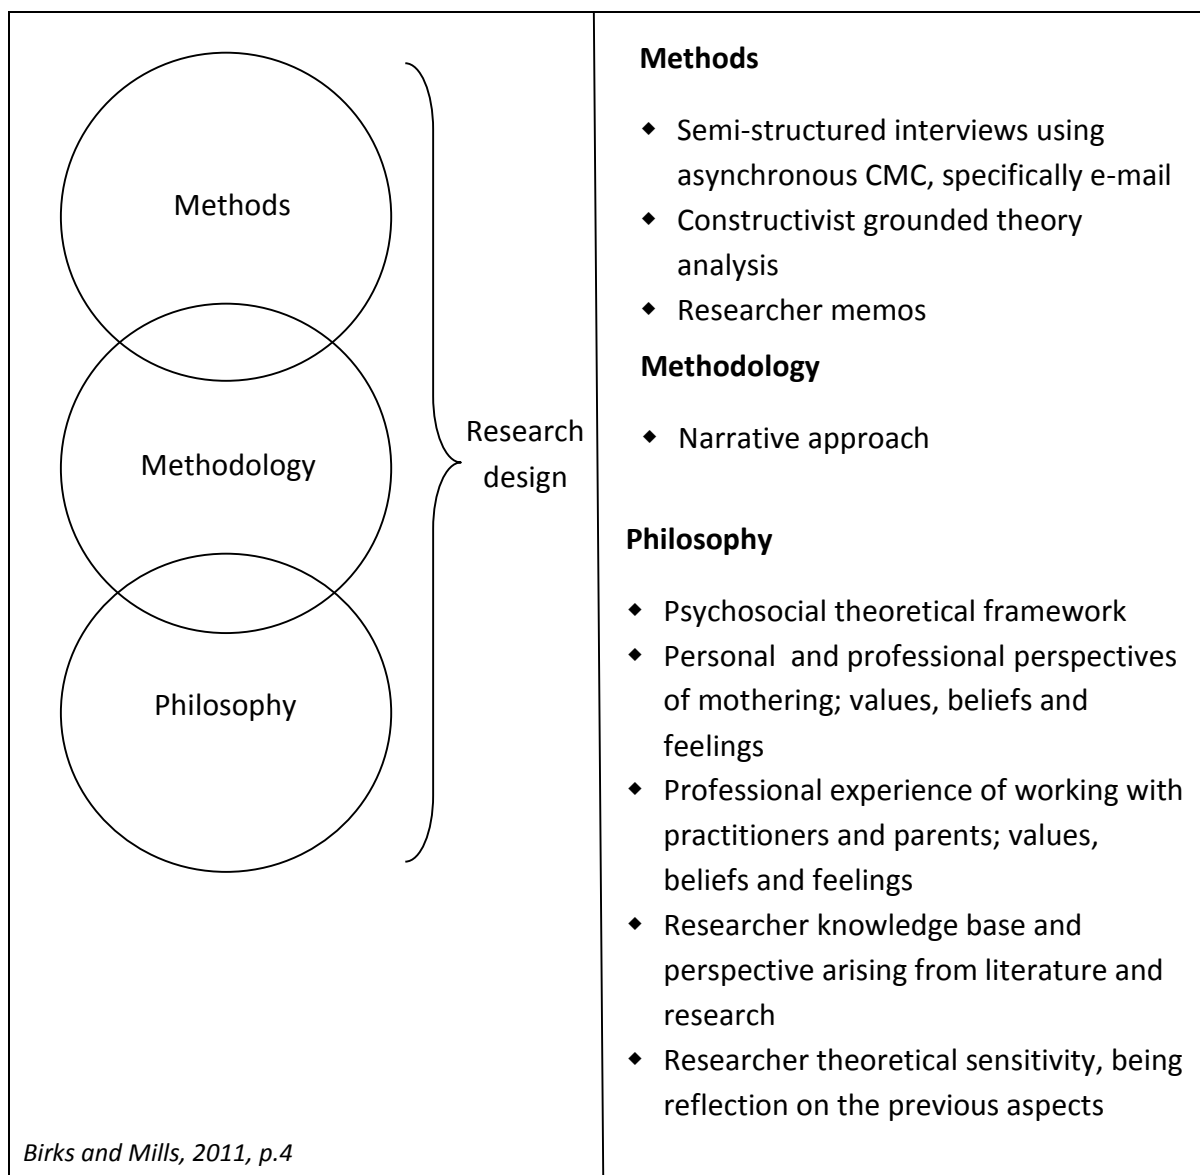 Methods
Methodology
Philosophy
Research
design
Birks and Mills, 2011, p.4
Methods
◆ Semi-structured interviews using
asynchronous CMC, specifically e-mail
◆ Constructivist grounded theory
analysis
◆ Researcher memos
Methodology
◆ Narrative approach
Philosophy
◆ Psychosocial theoretical framework
◆ Personal  and professional perspectives
of mothering; values, beliefs and
feelings
◆ Professional experience of working with
practitioners and parents; values,
beliefs and feelings
◆ Researcher knowledge base and
perspective arising from literature and
research
◆ Researcher theoretical sensitivity, being
reflection on the previous aspects